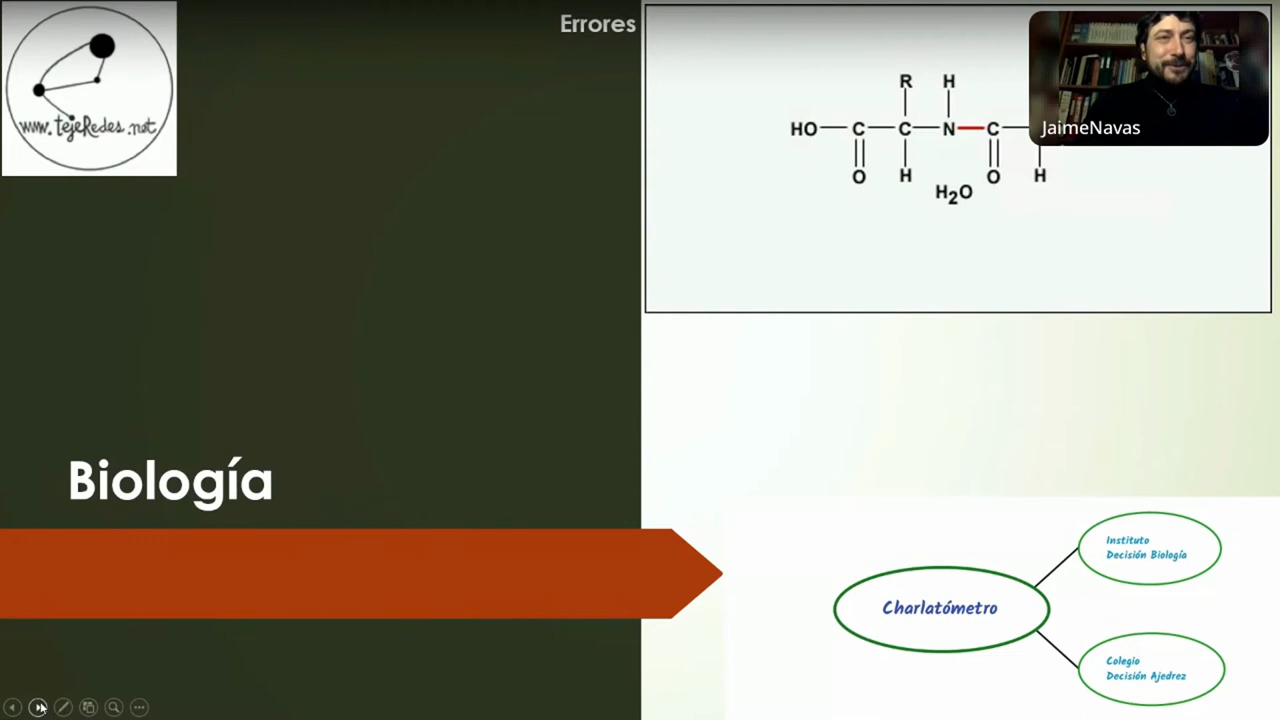 www.tejeRedes.net
Errores
Biología
R H
HO C C N C
O H O H
H2O
JaimeNavas
Charlatómetro
Instituto
Decisión Biología
Colegio
Decisión Ajedrez